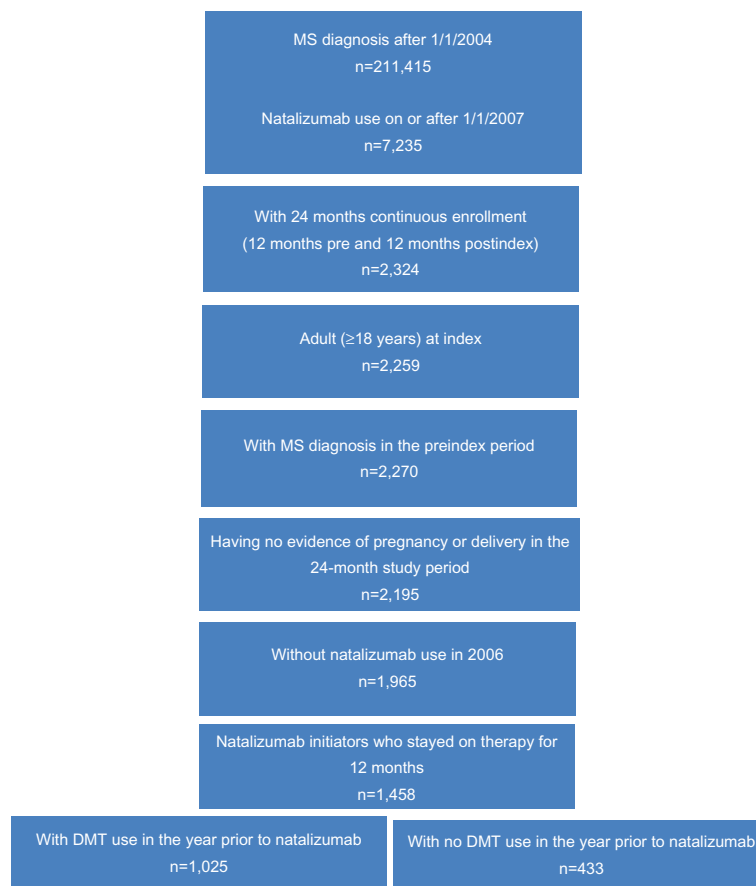 MS diagnosis after 1/1/2004
n=211,415
Natalizumab use on or after 1/1/2007
n=7,235
With 24 months continuous enrollment
(12 months pre and 12 months postindex)
n=2,324
Adult (≥18 years) at index
n=2,259
With MS diagnosis in the preindex period
n=2,270
Having no evidence of pregnancy or delivery in the
24-month study period
n=2,195
Without natalizumab use in 2006
n=1,965
Natalizumab initiators who stayed on therapy for
12 months
n=1,458
With DMT use in the year prior to natalizumab
n=1,025
With no DMT use in the year prior to natalizumab
n=433